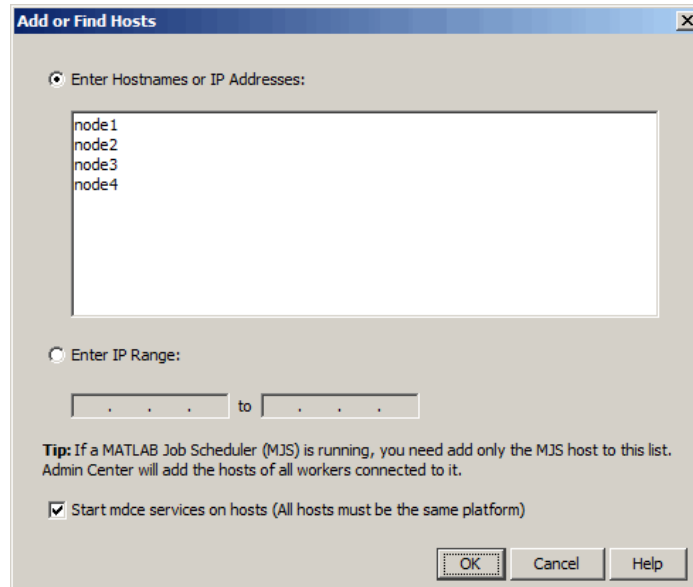 Add or Find Hosts
Enter Hostnames or IP Addresses:
node1
node2
node3
node4
Enter IP Range:
. . . to . . .
Tip: If a MATLAB Job Scheduler (MJS) is running, you need add only the MJS host to this list.
Admin Center will add the hosts of all workers connected to it.
Start mdce services on hosts (All hosts must be the same platform)
OK Cancel Help